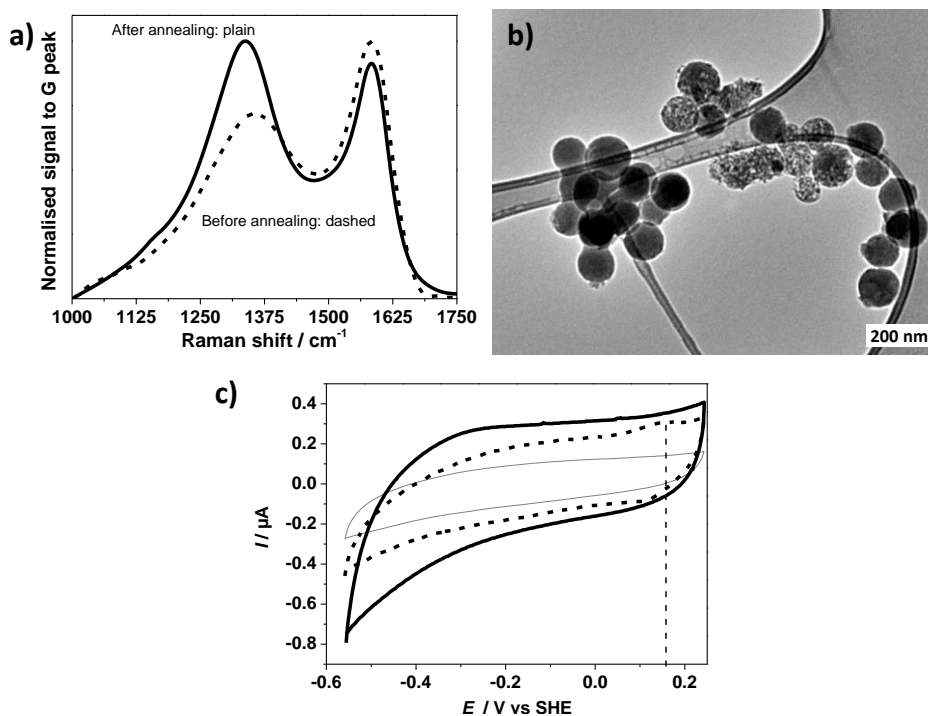 a)
After annealing: plain
Before annealing: dashed
Normalised signal to G peak
1000 1125 1250 1375 1500 1625 1750
Raman shift / cm⁻¹
b)
200 nm
c)
0.4
0.2
0.0
-0.2
-0.4
-0.6
-0.8
I / µA
-0.6 -0.4 -0.2 0.0 0.2
E / V vs SHE